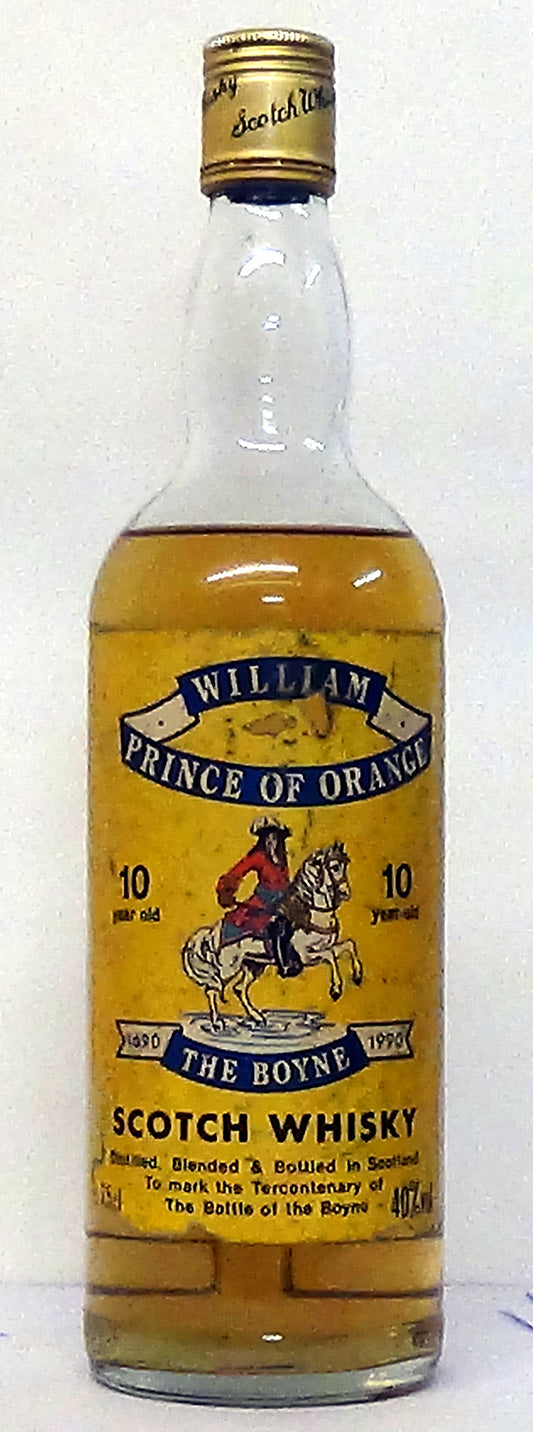 Scotch
WILLIAM
PRINCE OF ORANGE
10 10
year old year old
1690 THE BOYNE 1990
SCOTCH WHISKY
Distilled, Blended & Bottled in Scotland
To mark the Tercentenary of
The Battle of the Boyne
75cl 40%vol